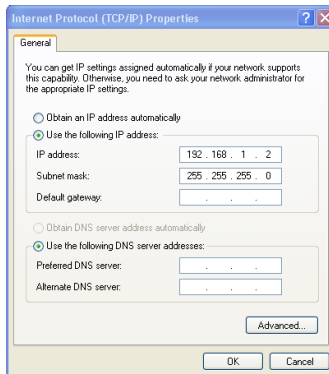 Internet Protocol (TCP/IP) Properties
General
You can get IP settings assigned automatically if your network supports
this capability. Otherwise, you need to ask your network administrator for
the appropriate IP settings.
Obtain an IP address automatically
Use the following IP address:
IP address: 192 . 168 . 1 . 2
Subnet mask: 255 . 255 . 255 . 0
Default gateway: . . .
Obtain DNS server address automatically
Use the following DNS server addresses:
Preferred DNS server: . . .
Alternate DNS server: . . .
Advanced...
OK Cancel